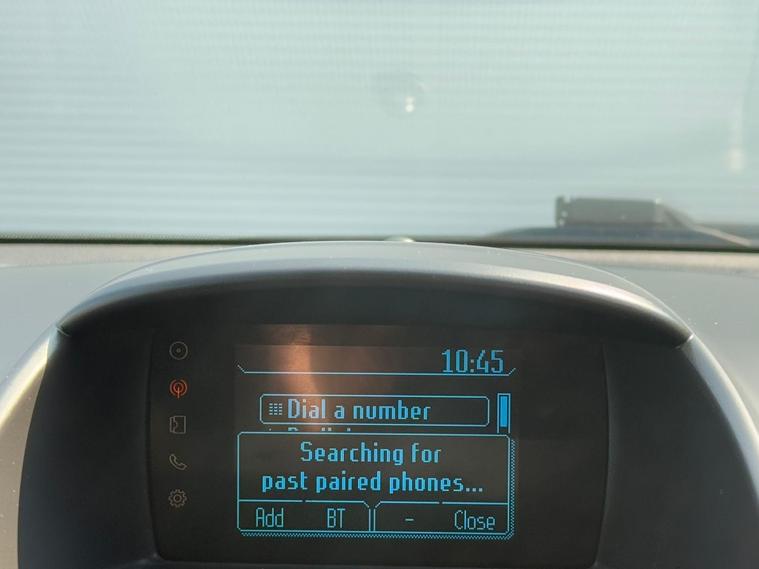 10:45
Dial a number
Searching for
past paired phones...
Add BT - Close